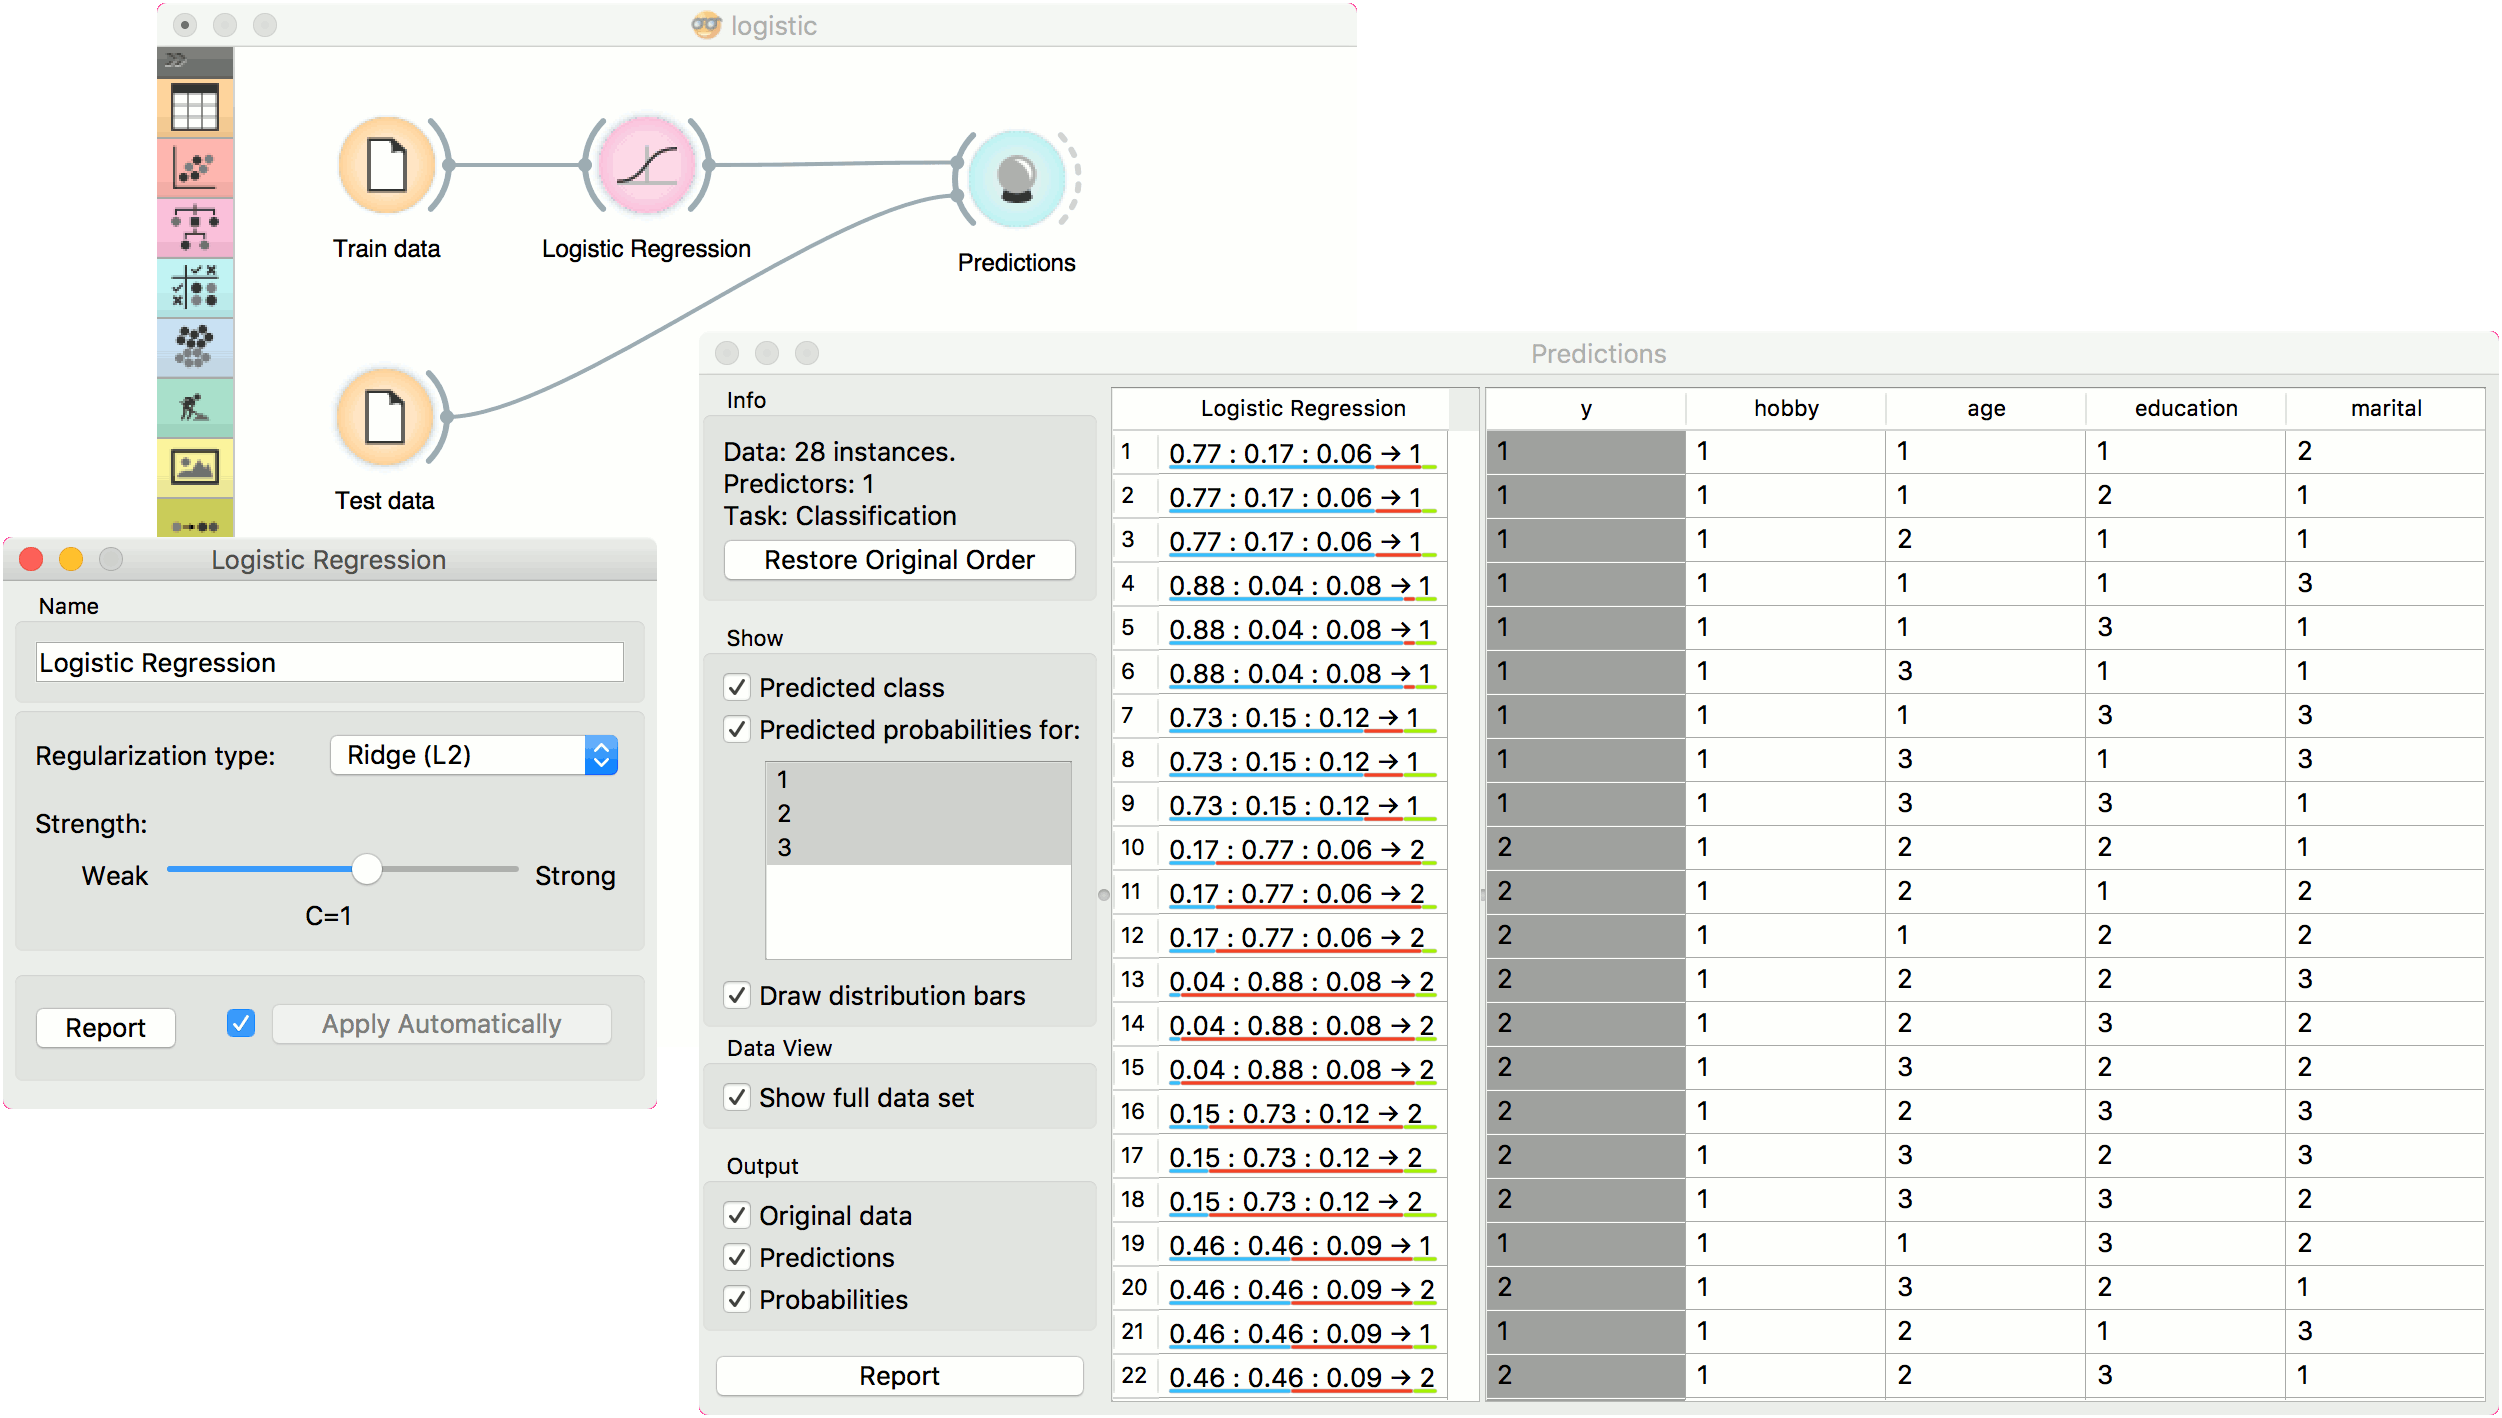 logistic
Train data
Logistic Regression
Predictions
Test data
Logistic Regression
Name
Logistic Regression
Regularization type: Ridge (L2)
Strength:
Weak Strong
C=1
Report Apply Automatically
Predictions
Info
Data: 28 instances.
Predictors: 1
Task: Classification
Restore Original Order
Show
Predicted class
Predicted probabilities for:
1
2
3
Draw distribution bars
Data View
Show full data set
Output
Original data
Predictions
Probabilities
Report
Logistic Regression y hobby age education marital
1 0.77 : 0.17 : 0.06 → 1 1 1 1 1 2
2 0.77 : 0.17 : 0.06 → 1 1 1 1 2 1
3 0.77 : 0.17 : 0.06 → 1 1 1 2 1 1
4 0.88 : 0.04 : 0.08 → 1 1 1 1 1 3
5 0.88 : 0.04 : 0.08 → 1 1 1 1 3 1
6 0.88 : 0.04 : 0.08 → 1 1 1 3 1 1
7 0.73 : 0.15 : 0.12 → 1 1 1 1 3 3
8 0.73 : 0.15 : 0.12 → 1 1 1 3 1 3
9 0.73 : 0.15 : 0.12 → 1 1 1 3 3 1
10 0.17 : 0.77 : 0.06 → 2 2 1 2 2 1
11 0.17 : 0.77 : 0.06 → 2 2 1 2 1 2
12 0.17 : 0.77 : 0.06 → 2 2 1 1 2 2
13 0.04 : 0.88 : 0.08 → 2 2 1 2 2 3
14 0.04 : 0.88 : 0.08 → 2 2 1 2 3 2
15 0.04 : 0.88 : 0.08 → 2 2 1 3 2 2
16 0.15 : 0.73 : 0.12 → 2 2 1 2 3 3
17 0.15 : 0.73 : 0.12 → 2 2 1 3 2 3
18 0.15 : 0.73 : 0.12 → 2 2 1 3 3 2
19 0.46 : 0.46 : 0.09 → 1 1 1 1 3 2
20 0.46 : 0.46 : 0.09 → 2 2 1 3 2 1
21 0.46 : 0.46 : 0.09 → 1 1 1 2 1 3
22 0.46 : 0.46 : 0.09 → 2 2 1 2 3 1